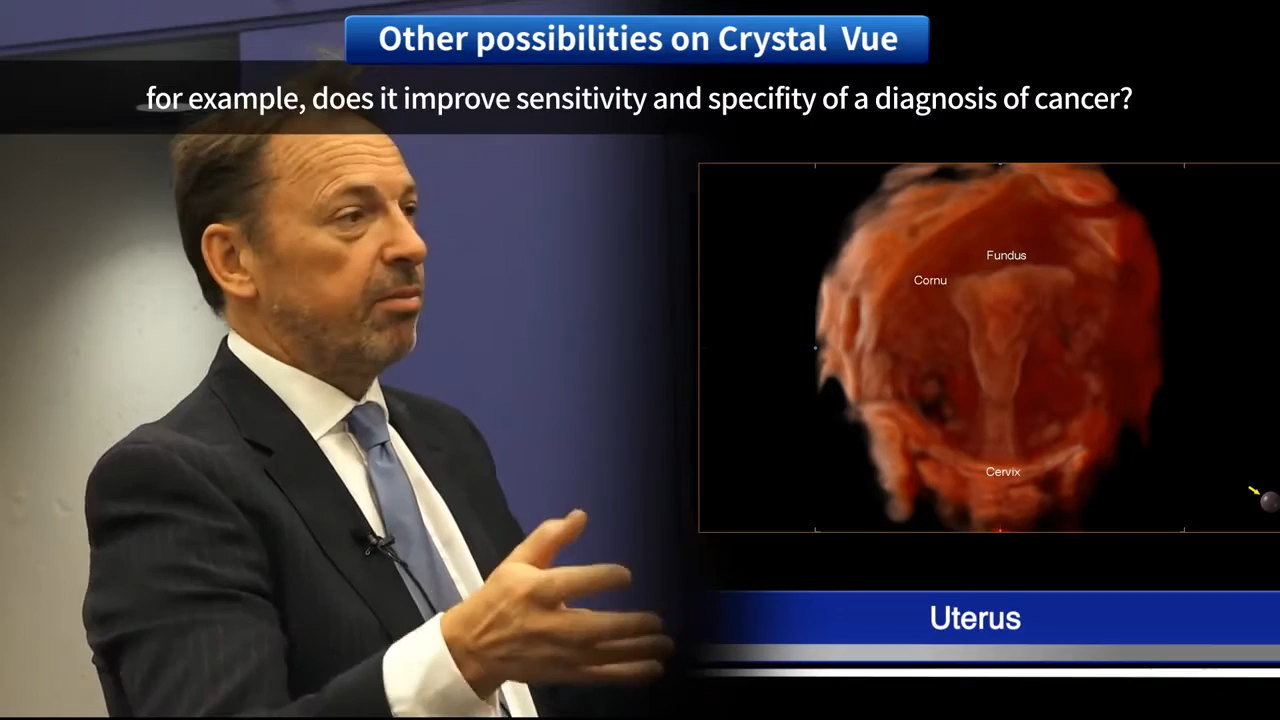 Other possibilities on Crystal Vue
for example, does it improve sensitivity and specifity of a diagnosis of cancer?
Fundus
Cornu
Cervix
Uterus